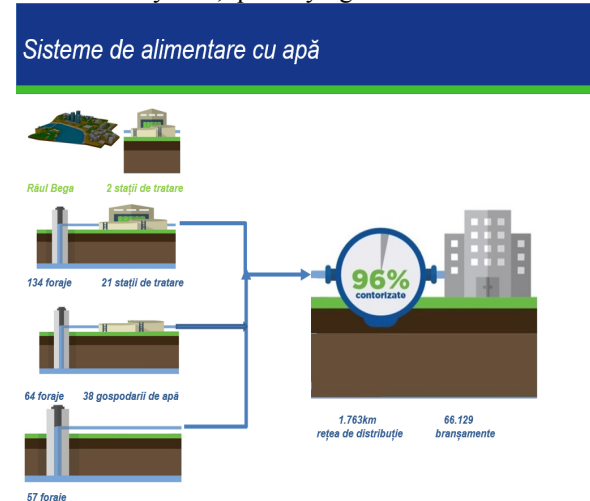 Sisteme de alimentare cu apă
Râul Bega 2 stații de tratare
134 foraje 21 stații de tratare
64 foraje 38 gospodarii de apă
57 foraje
96%
contorizate
1.763km 66.129
rețea de distribuție branșamente